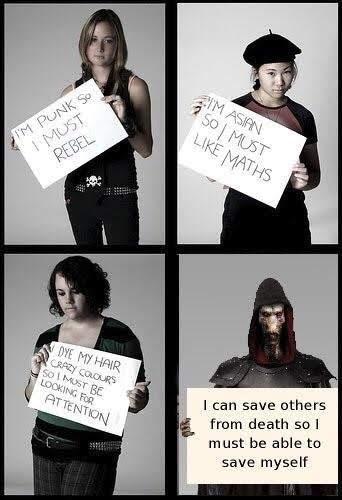 I'M PUNK SO
I MUST
REBEL
I'M ASIAN
SO I MUST
LIKE MATHS
I DYE MY HAIR
CRAZY COLOURS
SO I MUST BE
LOOKING FOR
ATTENTION
I can save others
from death so I
must be able to
save myself